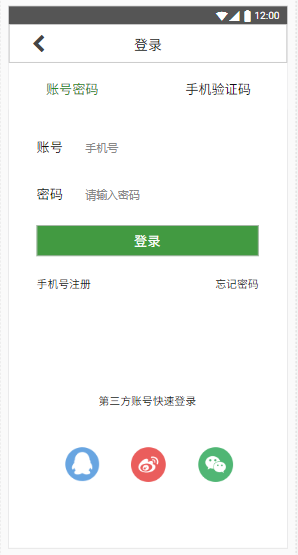 12:00
登录
账号密码 手机验证码
账号 手机号
密码 请输入密码
登录
手机号注册 忘记密码
第三方账号快速登录